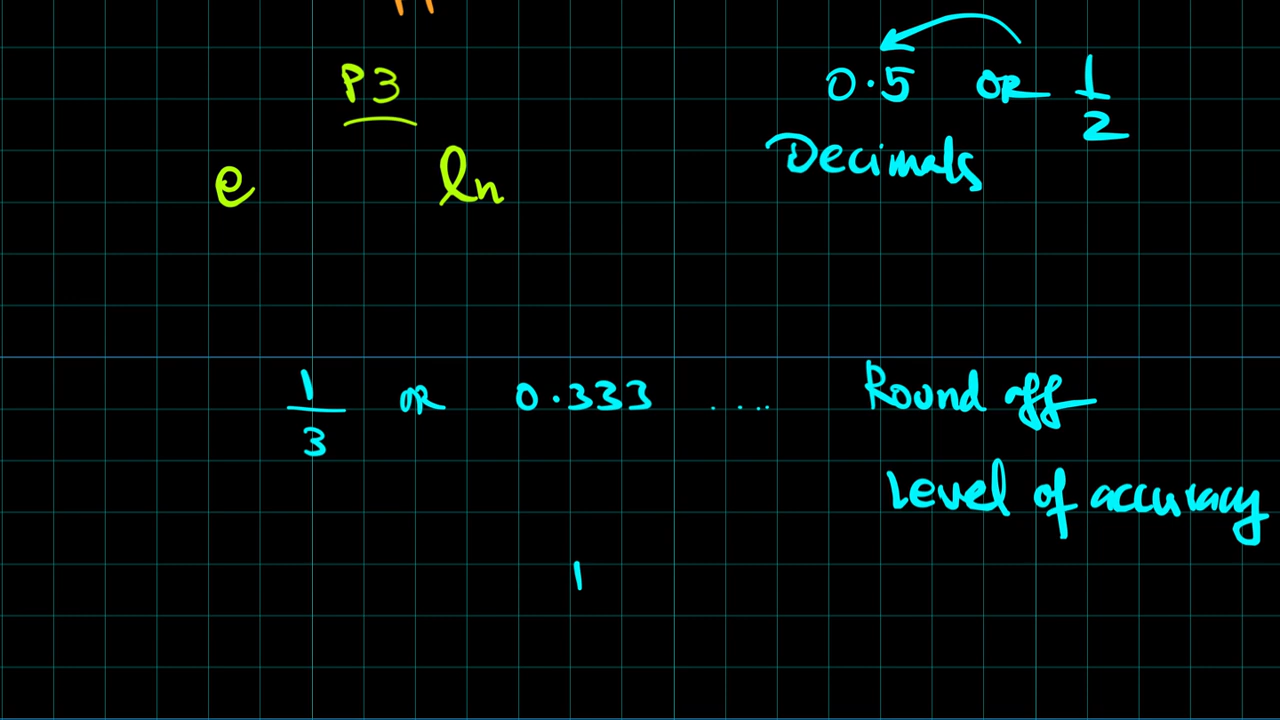 P3
e ln
0.5 OR 1/2
Decimals
1/3 OR 0.333 .... Round off
Level of accuracy
1